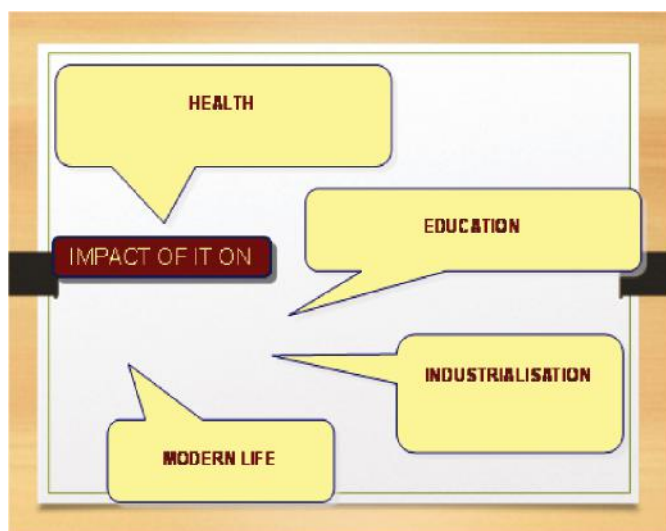 HEALTH
EDUCATION
IMPACT OF IT ON
INDUSTRIALISATION
MODERN LIFE